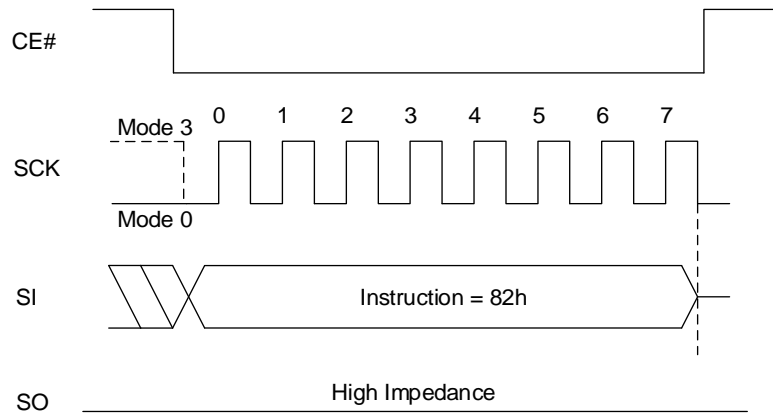 CE#
0 1 2 3 4 5 6 7
Mode 3
SCK
Mode 0
SI
Instruction = 82h
High Impedance
SO